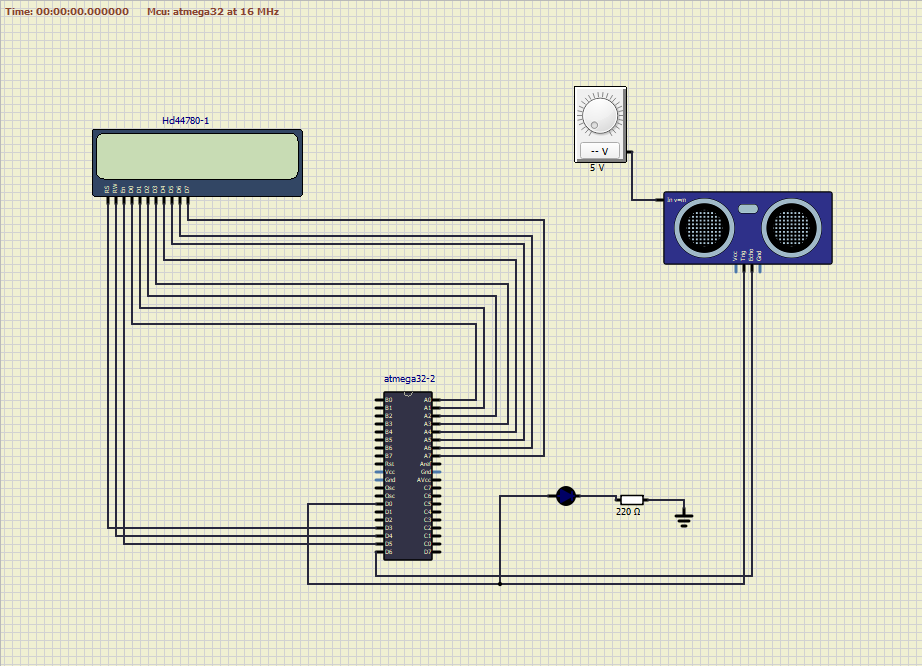 Time: 00:00:00.000000 Mcu: atmega32 at 16 MHz
Hd44780-1
RS RW En D0 D1 D2 D3 D4 D5 D6 D7
-- V
5 V
In v=m
Vcc Trig Echo Gnd
atmega32-2
B0 A0
B1 A1
B2 A2
B3 A3
B4 A4
B5 A5
B6 A6
B7 A7
Rst Aref
Vcc Gnd
Gnd AVcc
Osc C7
Osc C6
D0 C5
D1 C4
D2 C3
D3 C2
D4 C1
D5 C0
D6 D7
220 Ω